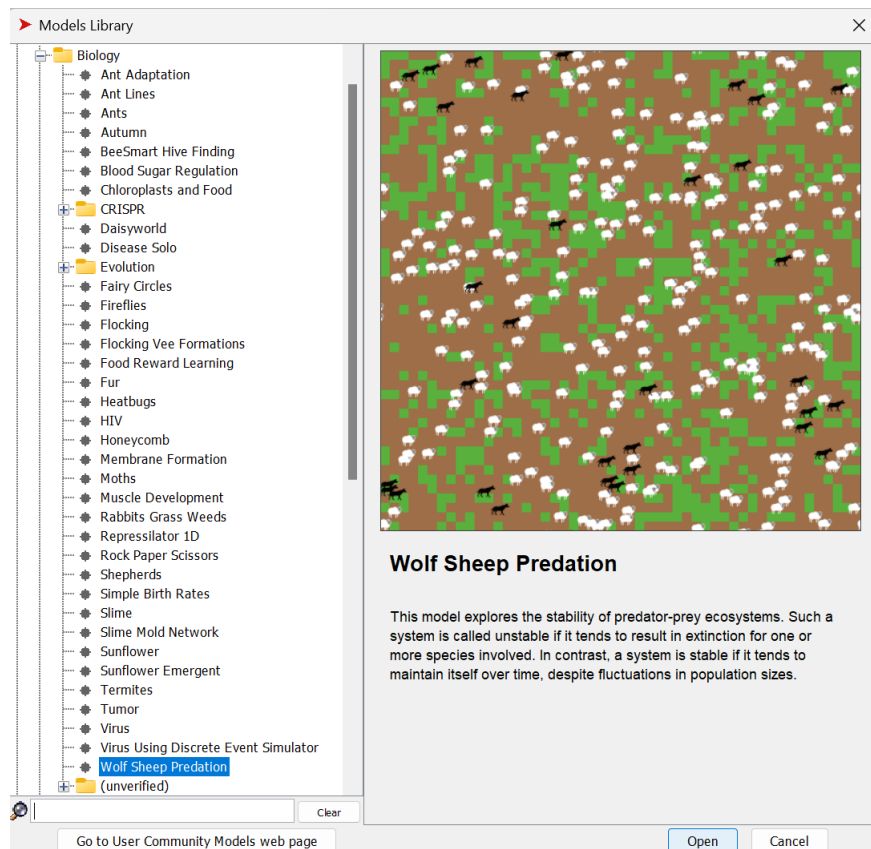 Models Library
Biology
Ant Adaptation
Ant Lines
Ants
Autumn
BeeSmart Hive Finding
Blood Sugar Regulation
Chloroplasts and Food
CRISPR
Daisyworld
Disease Solo
Evolution
Fairy Circles
Fireflies
Flocking
Flocking Vee Formations
Food Reward Learning
Fur
Heatbugs
HIV
Honeycomb
Membrane Formation
Moths
Muscle Development
Rabbits Grass Weeds
Repressilator 1D
Rock Paper Scissors
Shepherds
Simple Birth Rates
Slime
Slime Mold Network
Sunflower
Sunflower Emergent
Termites
Tumor
Virus
Virus Using Discrete Event Simulator
Wolf Sheep Predation
(unverified)
Clear
Go to User Community Models web page
Wolf Sheep Predation
This model explores the stability of predator-prey ecosystems. Such a
system is called unstable if it tends to result in extinction for one or
more species involved. In contrast, a system is stable if it tends to
maintain itself over time, despite fluctuations in population sizes.
Open
Cancel